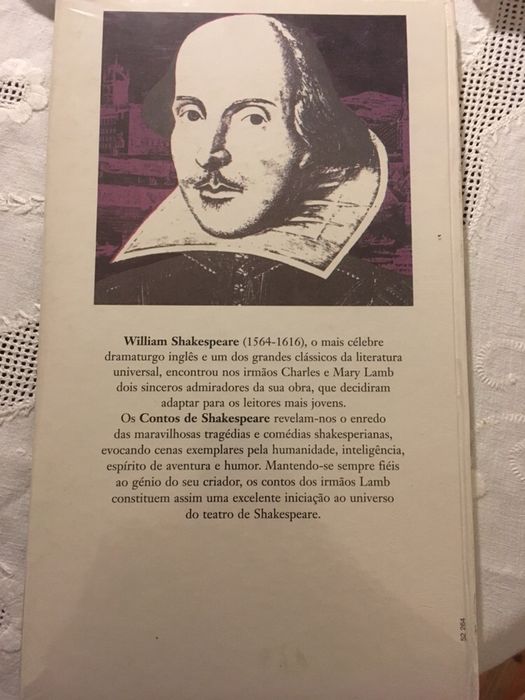 William Shakespeare (1564-1616), o mais célebre
dramaturgo inglês e um dos grandes clássicos da literatura
universal, encontrou nos irmãos Charles e Mary Lamb
dois sinceros admiradores da sua obra, que decidiram
adaptar para os leitores mais jovens.
Os Contos de Shakespeare revelam-nos o enredo
das maravilhosas tragédias e comédias shakesperianas,
evocando cenas exemplares pela humanidade, inteligência,
espírito de aventura e humor. Mantendo-se sempre fiéis
ao génio do seu criador, os contos dos irmãos Lamb
constituem assim uma excelente iniciação ao universo
do teatro de Shakespeare.
52 264